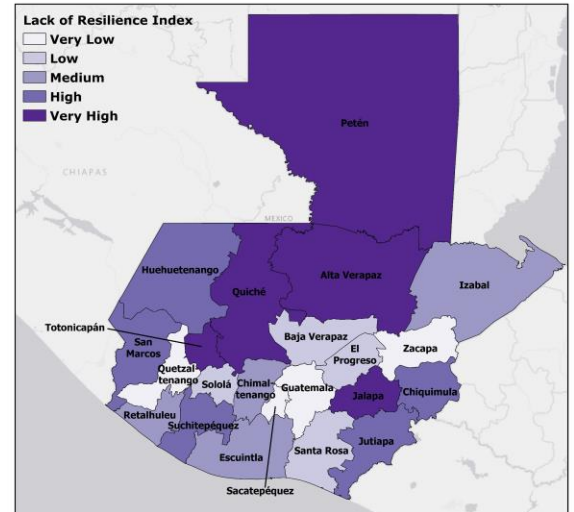 Lack of Resilience Index
Very Low
Low
Medium
High
Very High
Petén
CHIAPAS
MEXICO
Huehuetenango
Quiché
Alta Verapaz
Izabal
Totonicapán
San
Marcos
Baja Verapaz
El
Progreso
Zacapa
Quetzal-
tenango
Sololá
Chimal-
tenango
Guatemala
Jalapa
Chiquimula
Retalhuleu
Suchitepéquez
Jutiapa
Escuintla
Santa Rosa
Sacatepéquez